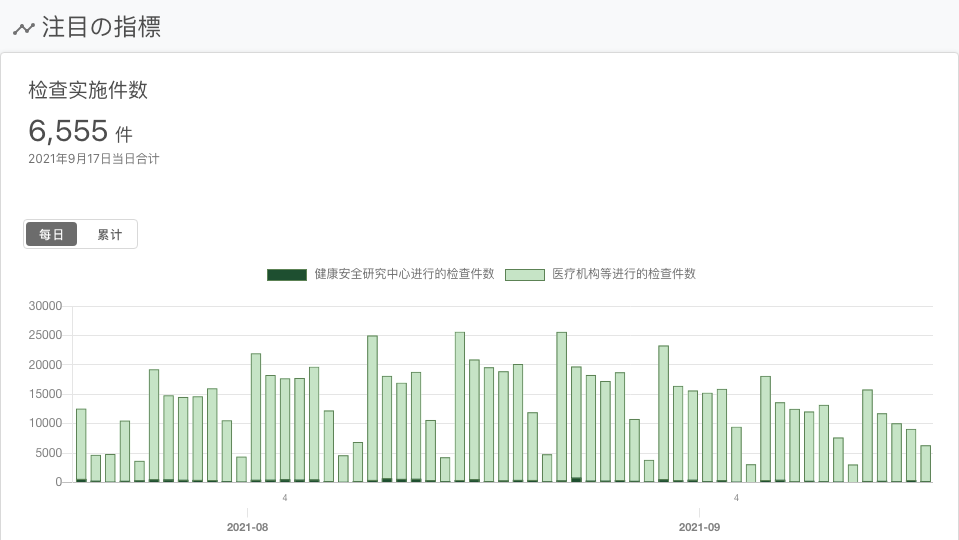 注目の指標
检查实施件数
6,555 件
2021年9月17日当日合计
每日 累计
健康安全研究中心进行的检查件数 医疗机构等进行的检查件数
30000
25000
20000
15000
10000
5000
0
4 4
2021-08 2021-09